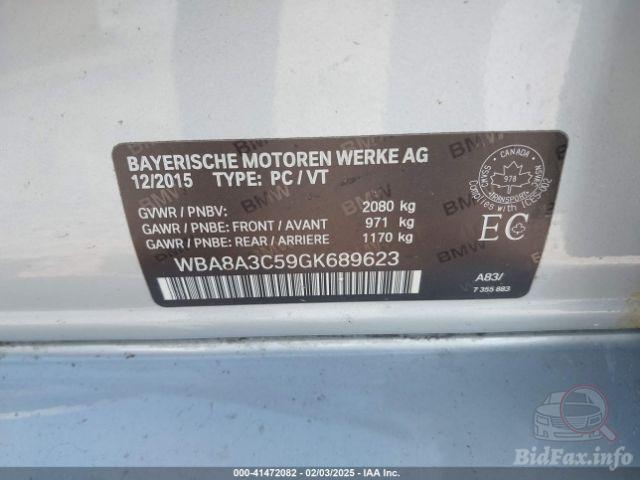 BAYERISCHE MOTOREN WERKE AG
12/2015 TYPE: PC / VT
GVWR / PNBV: 2080 kg
GAWR / PNBE: FRONT / AVANT 971 kg
GAWR / PNBE: REAR / ARRIERE 1170 kg
WBA8A3C59GK689623
CANADA
978
TRANSPORT
EC
A83/
7 355 883
BMW
000-41472082 - 02/03/2025 - IAA Inc.
BidFax.info